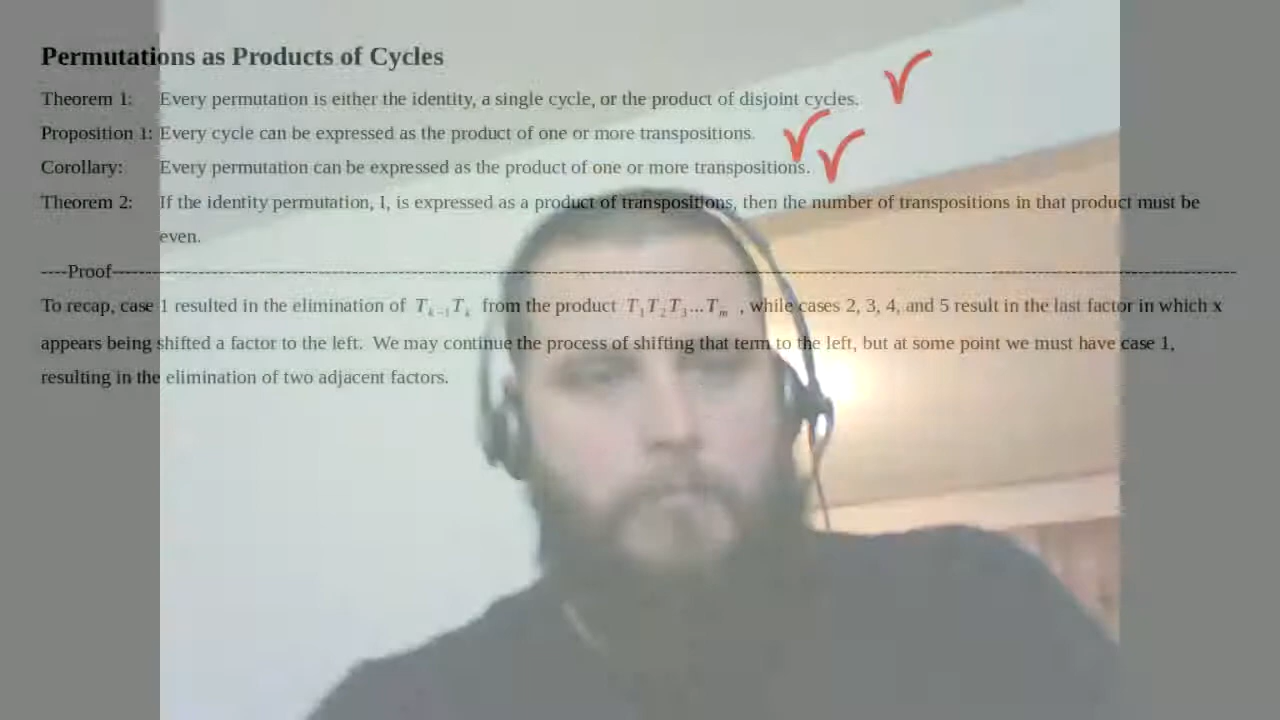 Permutations as Products of Cycles
Theorem 1: Every permutation is either the identity, a single cycle, or the product of disjoint cycles.
Proposition 1: Every cycle can be expressed as the product of one or more transpositions.
Corollary: Every permutation can be expressed as the product of one or more transpositions.
Theorem 2: If the identity permutation, I, is expressed as a product of transpositions, then the number of transpositions in that product must be
even.
----Proof--------------------------------------------------------------------------------
To recap, case 1 resulted in the elimination of T_{k-1}T_k from the product T_1T_2T_3...T_m , while cases 2, 3, 4, and 5 result in the last factor in which x
appears being shifted a factor to the left. We may continue the process of shifting that term to the left, but at some point we must have case 1,
resulting in the elimination of two adjacent factors.